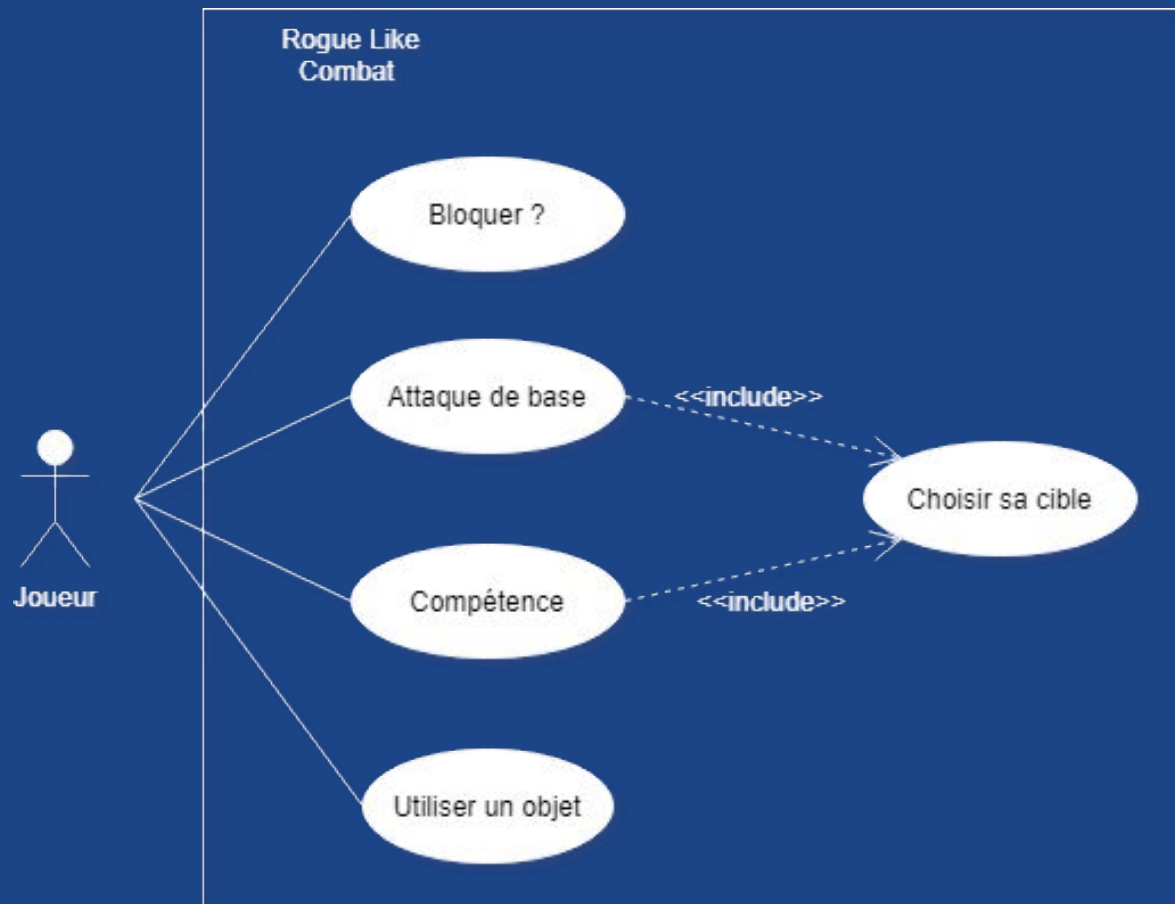 Rogue Like
Combat
Bloquer ?
Attaque de base
<<include>>
Choisir sa cible
Joueur
Compétence
<<include>>
Utiliser un objet